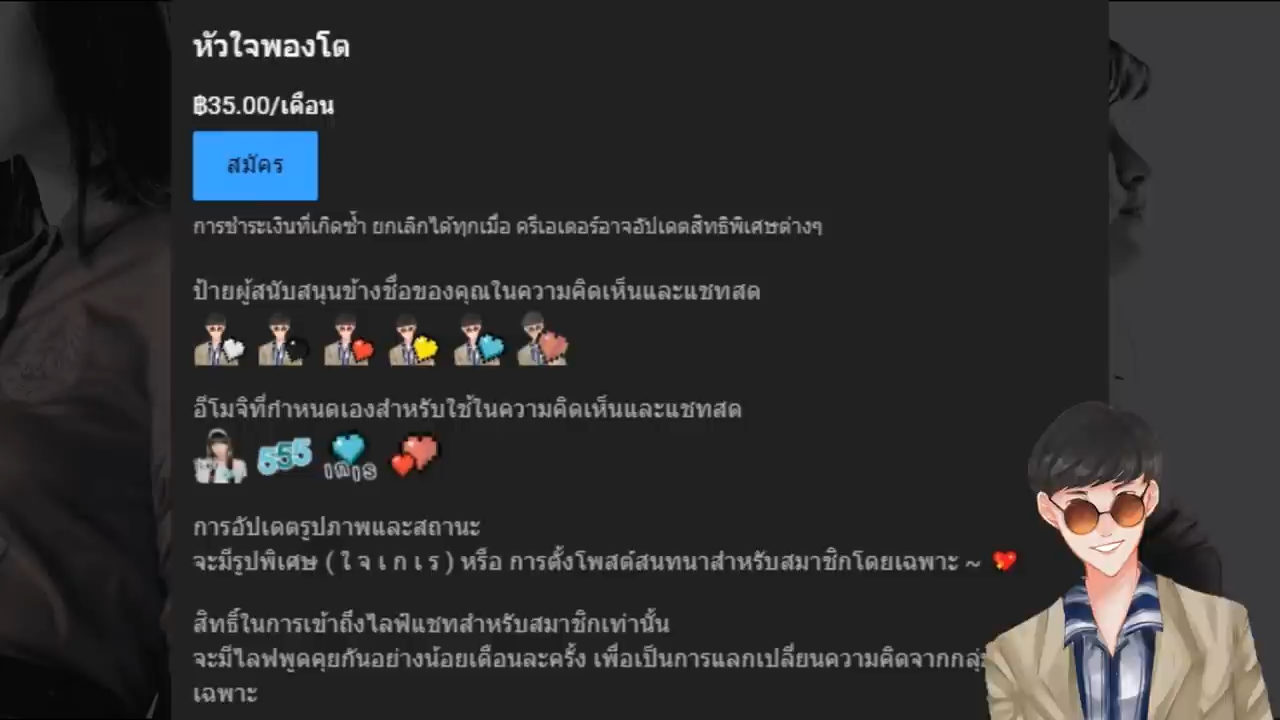 หัวใจพองโต
฿35.00/เดือน
สมัคร
การชำระเงินที่เกิดซ้ำ ยกเลิกได้ทุกเมื่อ ครีเอเตอร์อาจอัปเดตสิทธิพิเศษต่างๆ
ป้ายผู้สนับสนุนข้างชื่อของคุณในความคิดเห็นและแชทสด
อีโมจิที่กำหนดเองสำหรับใช้ในความคิดเห็นและแชทสด
555
เกเร
การอัปเดตรูปภาพและสถานะ
จะมีรูปพิเศษ ( ใ จ เ ก เ ร ) หรือ การตั้งโพสต์สนทนาสำหรับสมาชิกโดยเฉพาะ ~
สิทธิ์ในการเข้าถึงไลฟ์แชทสำหรับสมาชิกเท่านั้น
จะมีไลฟพูดคุยกันอย่างน้อยเดือนละครั้ง เพื่อเป็นการแลกเปลี่ยนความคิดจากกลุ่
เฉพาะ